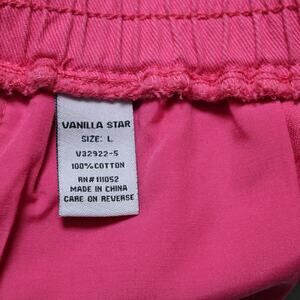 VANILLA STAR
SIZE: L
V32922-5
100% COTTON
RN# 111052
MADE IN CHINA
CARE ON REVERSE